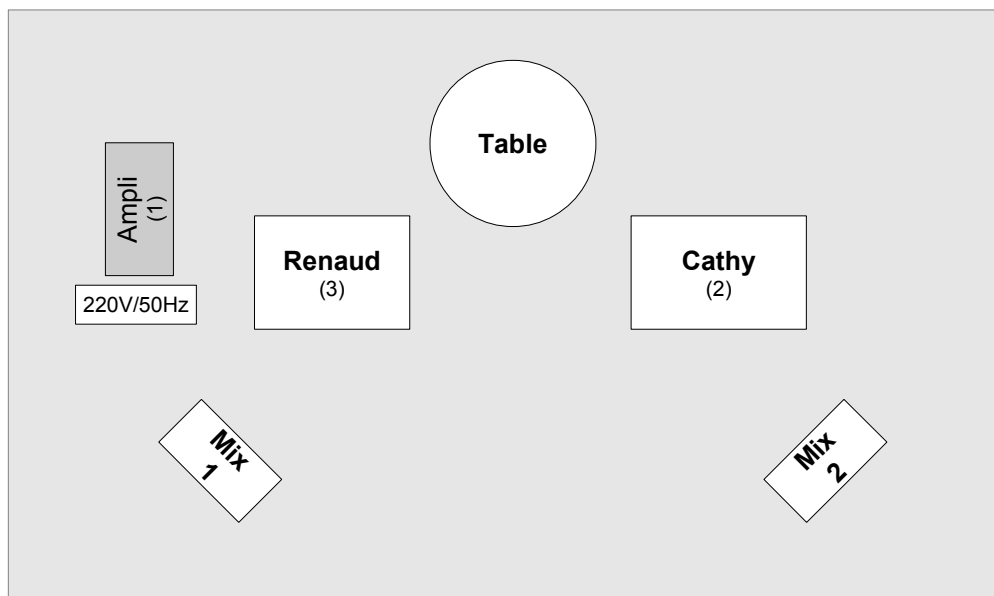 Table
Ampli
(1)
Renaud
(3)
Cathy
(2)
220V/50Hz
Mix
1
Mix
2